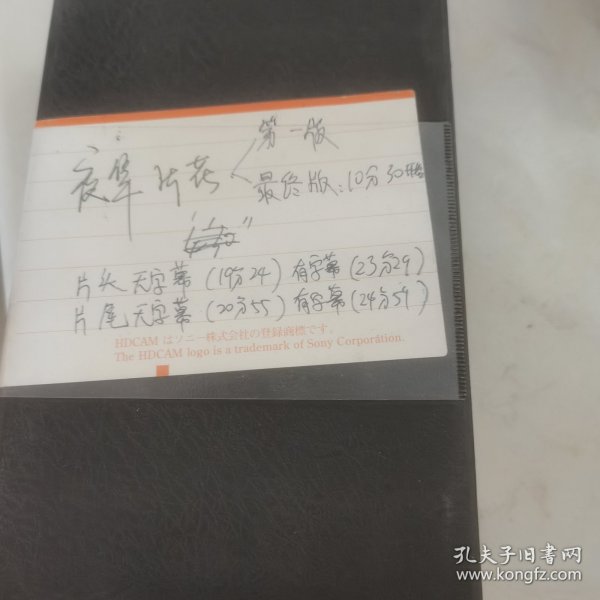 第一版
夜宴片花
最终版:10分30
片头 无字幕(19分24)有字幕(23分29)
片尾 无字幕(20分55)有字幕(24分59)
HDCAM はソニー株式会社の登録商標です。
The HDCAM logo is a trademark of Sony Corporation.
孔夫子旧书网
www.kongfz.com